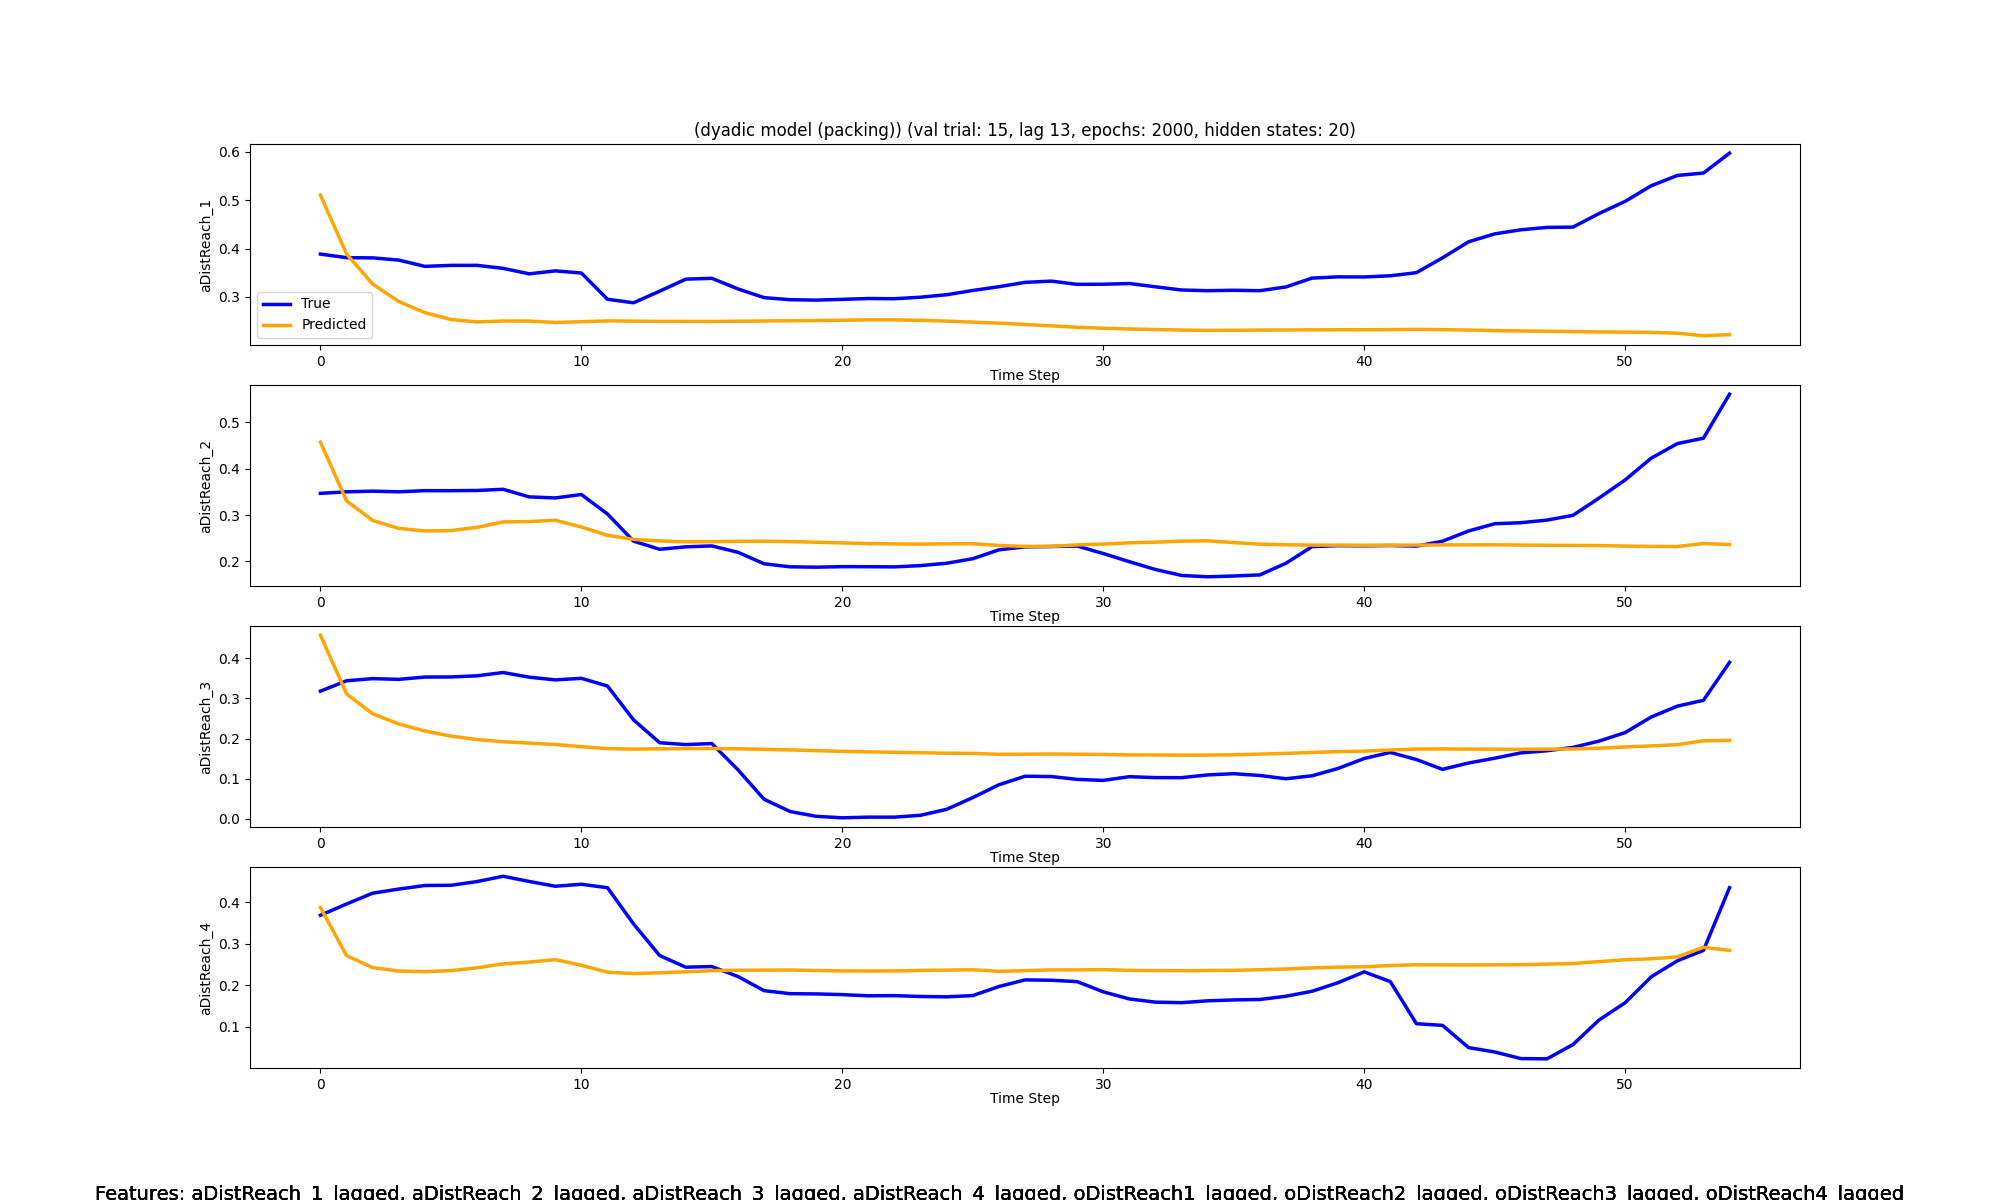 (dyadic model (packing)) (val trial: 15, lag 13, epochs: 2000, hidden states: 20)
0.6
0.5
0.4
0.3
aDistReach_1
True
Predicted
0 10 20 30 40 50
Time Step
0.5
0.4
0.3
0.2
aDistReach_2
0 10 20 30 40 50
Time Step
0.4
0.3
0.2
0.1
0.0
aDistReach_3
0 10 20 30 40 50
Time Step
0.4
0.3
0.2
0.1
aDistReach_4
0 10 20 30 40 50
Time Step
Features: aDistReach_1_lagged, aDistReach_2_lagged, aDistReach_3_lagged, aDistReach_4_lagged, oDistReach1_lagged, oDistReach2_lagged, oDistReach3_lagged, oDistReach4_lagged